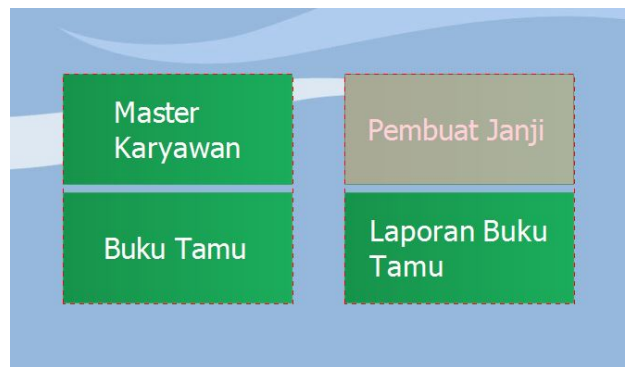 Master
Karyawan
Pembuat Janji
Buku Tamu
Laporan Buku
Tamu